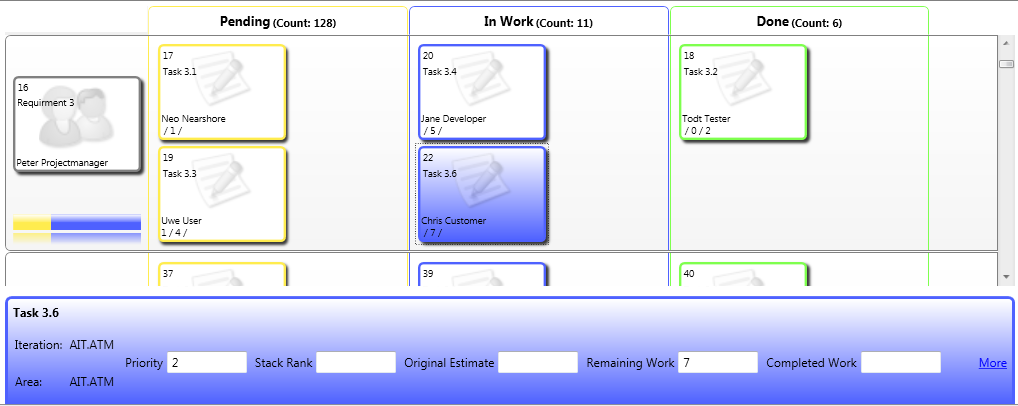 Pending (Count: 128)
In Work (Count: 11)
Done (Count: 6)
16
Requirment 3
Peter Projectmanager
17
Task 3.1
Neo Nearshore
/ 1 /
19
Task 3.3
Uwe User
1 / 4 /
20
Task 3.4
Jane Developer
/ 5 /
22
Task 3.6
Chris Customer
/ 7 /
18
Task 3.2
Todt Tester
/ 0 / 2
37
39
40
Task 3.6
Iteration: AIT.ATM
Priority 2 Stack Rank Original Estimate Remaining Work 7 Completed Work More
Area: AIT.ATM